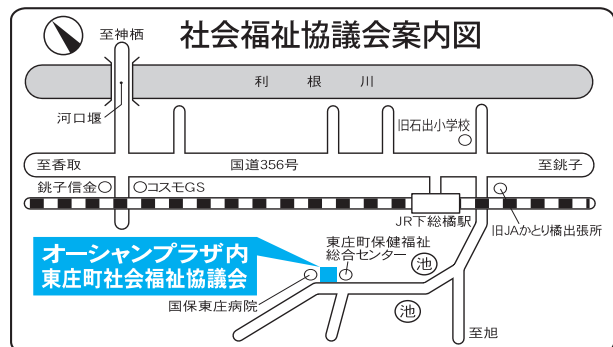 社会福祉協議会案内図
至神栖
利根川
河口堰
旧石出小学校
至香取
国道356号
至銚子
銚子信金
コスモGS
JR下総橘駅
旧JAかとり橘出張所
オーシャンプラザ内
東庄町社会福祉協議会
東庄町保健福祉
総合センター
池
国保東庄病院
池
至旭